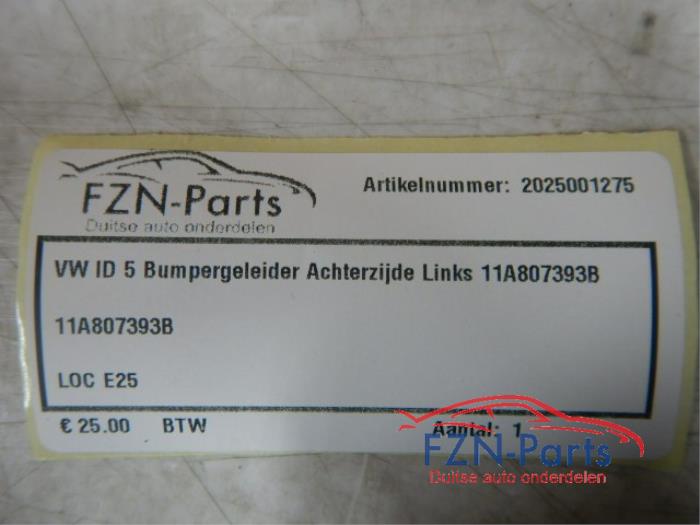 FZN-Parts
Duitse auto onderdelen
Artikelnummer: 2025001275
VW ID 5 Bumpergeleider Achterzijde Links 11A807393B
11A807393B
LOC E25
€ 25.00 BTW
Aantal: 1
FZN-Parts
Duitse auto onderdelen